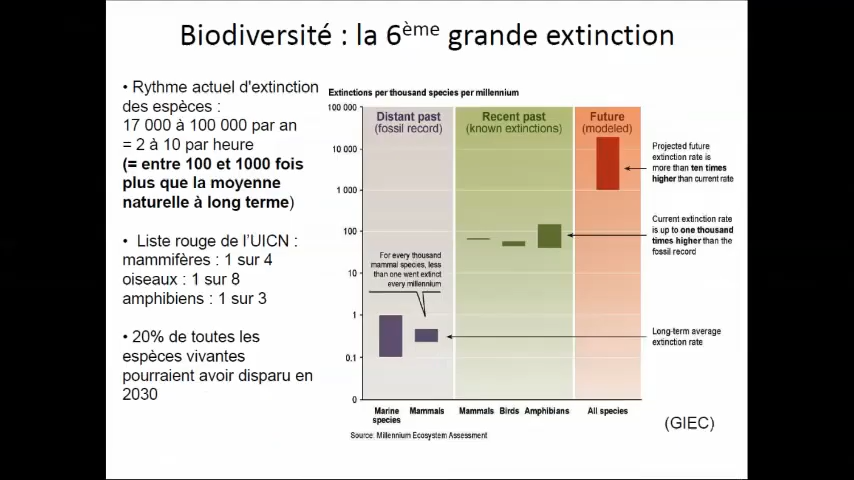 Biodiversité : la 6ème grande extinction
• Rythme actuel d'extinction
des espèces :
17 000 à 100 000 par an
= 2 à 10 par heure
(= entre 100 et 1000 fois
plus que la moyenne
naturelle à long terme)
• Liste rouge de l'UICN :
mammifères : 1 sur 4
oiseaux : 1 sur 8
amphibiens : 1 sur 3
• 20% de toutes les
espèces vivantes
pourraient avoir disparu en
2030
Extinctions per thousand species per millennium
100 000
10 000
1 000
100
10
1
0.1
0
Distant past
(fossil record)
Recent past
(known extinctions)
Future
(modeled)
For every thousand
mammal species, less
than one went extinct
every millennium
Projected future
extinction rate is
more than ten times
higher than current rate
Current extinction rate
is up to one thousand
times higher than the
fossil record
Long-term average
extinction rate
Marine
species
Mammals
Mammals
Birds
Amphibians
All species
Source: Millennium Ecosystem Assessment
(GIEC)